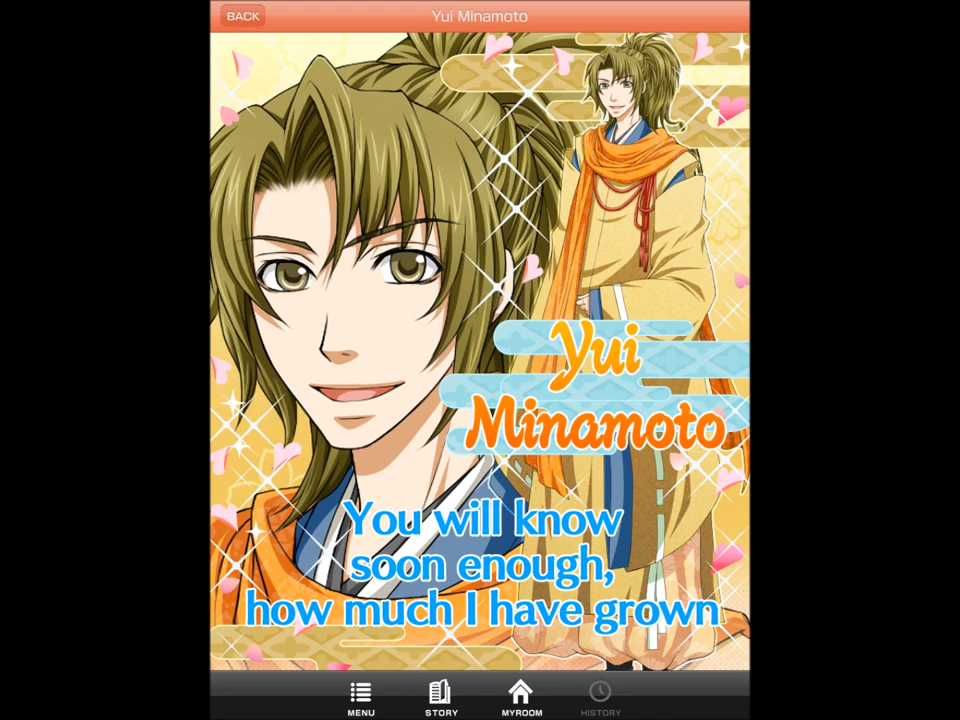 BACK
Yui Minamoto
Yui
Minamoto
You will know
soon enough,
how much I have grown
MENU
STORY
MYROOM
HISTORY